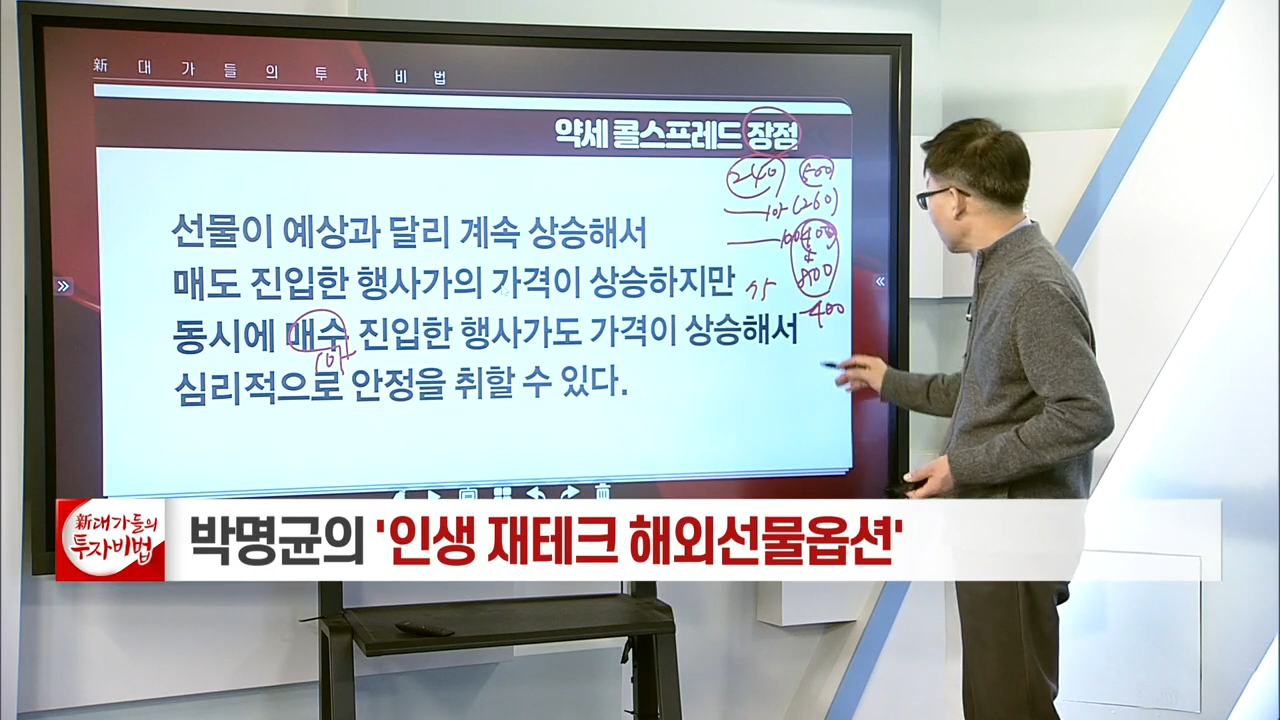 新 대 가 들 의 투 자 비 법
약세 콜스프레드 장점
240 500
선물이 예상과 달리 계속 상승해서
매도 진입한 행사가의 가격이 상승하지만
동시에 매수 진입한 행사가도 가격이 상승해서
심리적으로 안정을 취할 수 있다.
800
-400
新대가들의
투자비법
박명균의 '인생 재테크 해외선물옵션'